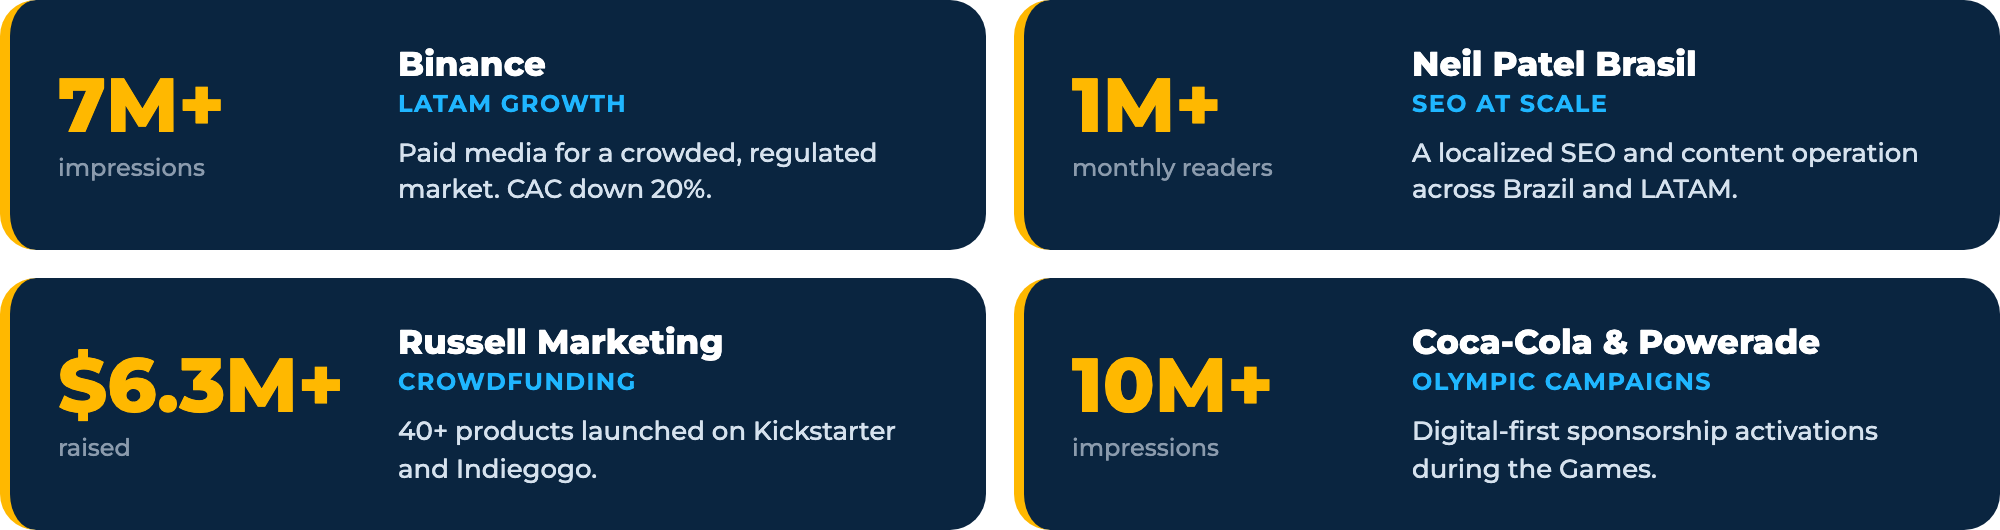 7M+
impressions
Binance
LATAM GROWTH
Paid media for a crowded, regulated
market. CAC down 20%.
1M+
monthly readers
Neil Patel Brasil
SEO AT SCALE
A localized SEO and content operation
across Brazil and LATAM.
$6.3M+
raised
Russell Marketing
CROWDFUNDING
40+ products launched on Kickstarter
and Indiegogo.
10M+
impressions
Coca-Cola & Powerade
OLYMPIC CAMPAIGNS
Digital-first sponsorship activations
during the Games.